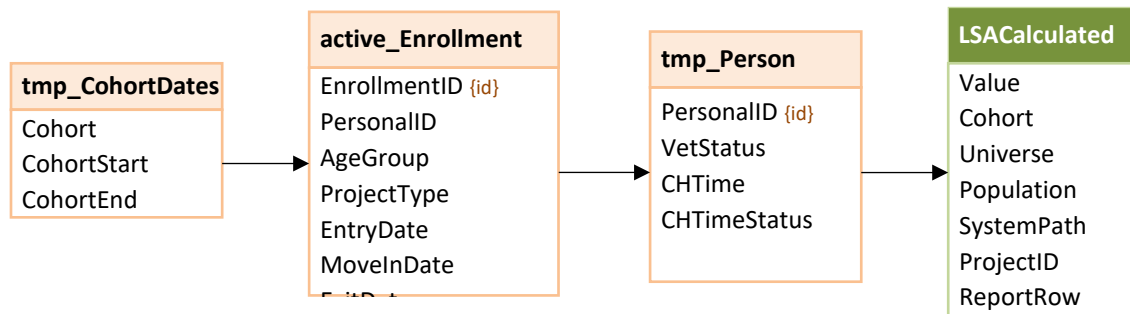 tmp_CohortDates
Cohort
CohortStart
CohortEnd
active_Enrollment
EnrollmentID {id}
PersonalID
AgeGroup
ProjectType
EntryDate
MoveInDate
tmp_Person
PersonalID {id}
VetStatus
CHTime
CHTimeStatus
LSACalculated
Value
Cohort
Universe
Population
SystemPath
ProjectID
ReportRow